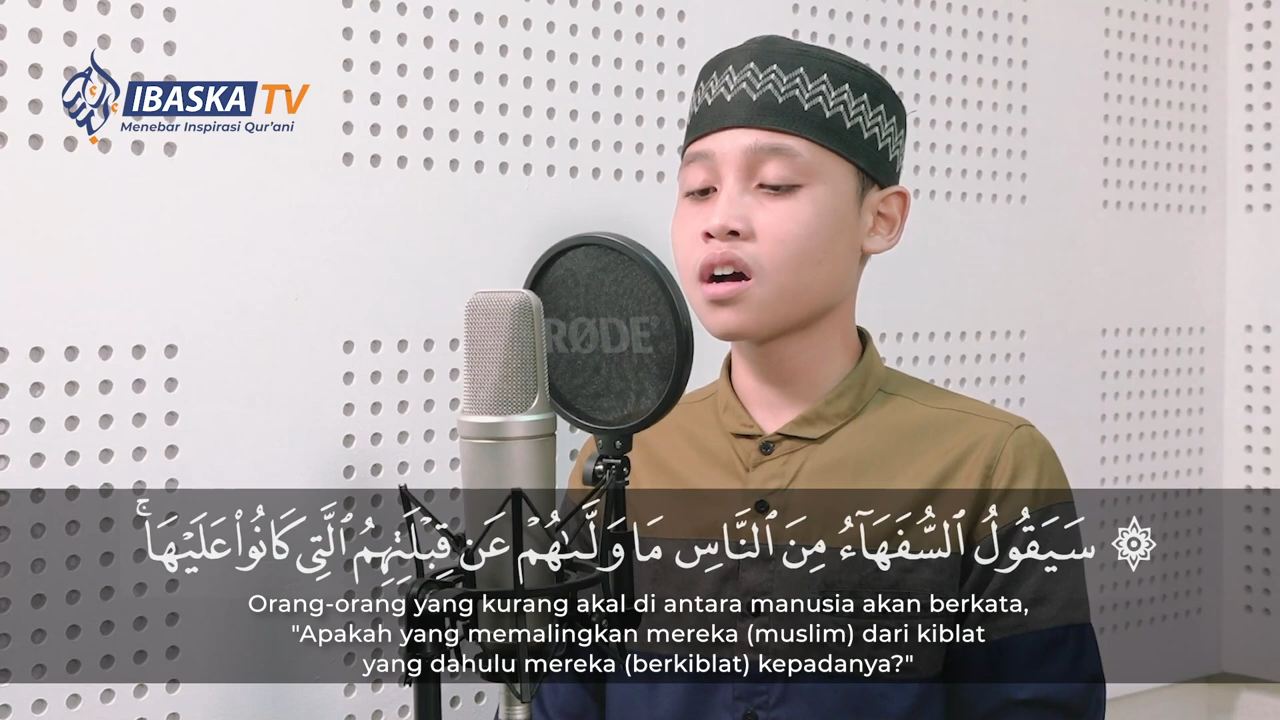 IBASKA TV
Menebar Inspirasi Qur'ani
RØDE
۞ سَيَقُولُ ٱلسُّفَهَآءُ مِنَ ٱلنَّاسِ مَا وَلَّىٰهُمْ عَن قِبْلَتِهِمُ ٱلَّتِى كَانُوا۟ عَلَيْهَا ۚ
Orang-orang yang kurang akal di antara manusia akan berkata,
"Apakah yang memalingkan mereka (muslim) dari kiblat
yang dahulu mereka (berkiblat) kepadanya?"